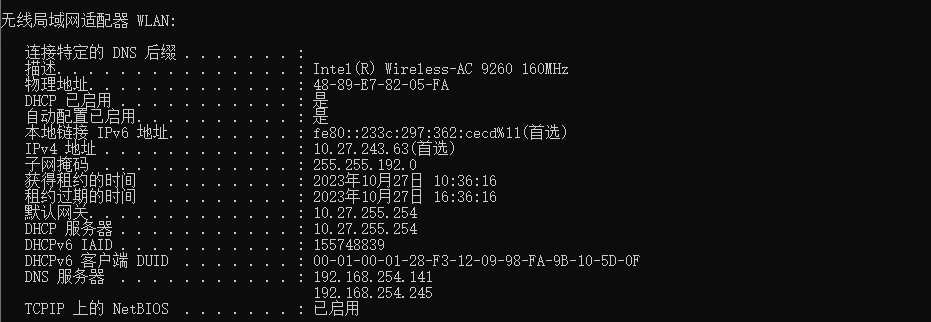 无线局域网适配器 WLAN:
连接特定的 DNS 后缀 . . . . . . . :
描述. . . . . . . . . . . . . . . : Intel(R) Wireless-AC 9260 160MHz
物理地址. . . . . . . . . . . . . : 48-89-E7-82-05-FA
DHCP 已启用 . . . . . . . . . . . : 是
自动配置已启用. . . . . . . . . . : 是
本地链接 IPv6 地址. . . . . . . . : fe80::233c:297:362:cecd%11(首选)
IPv4 地址 . . . . . . . . . . . . : 10.27.243.63(首选)
子网掩码 . . . . . . . . . . . . : 255.255.192.0
获得租约的时间 . . . . . . . . . : 2023年10月27日 10:36:16
租约过期的时间 . . . . . . . . . : 2023年10月27日 16:36:16
默认网关. . . . . . . . . . . . . : 10.27.255.254
DHCP 服务器 . . . . . . . . . . . : 10.27.255.254
DHCPv6 IAID . . . . . . . . . . . : 155748839
DHCPv6 客户端 DUID . . . . . . . : 00-01-00-01-28-F3-12-09-98-FA-9B-10-5D-0F
DNS 服务器 . . . . . . . . . . . : 192.168.254.141
192.168.254.245
TCPIP 上的 NetBIOS . . . . . . . : 已启用